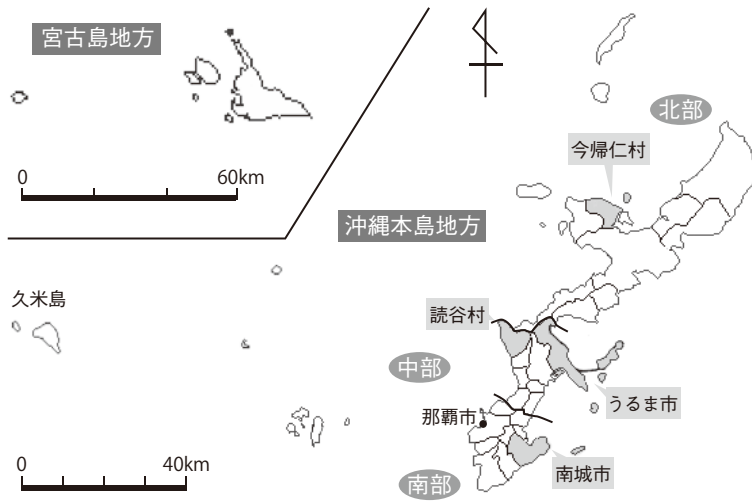 宮古島地方
0 60km
北部
今帰仁村
沖縄本島地方
久米島
読谷村
中部
うるま市
那覇市
0 40km
南城市
南部